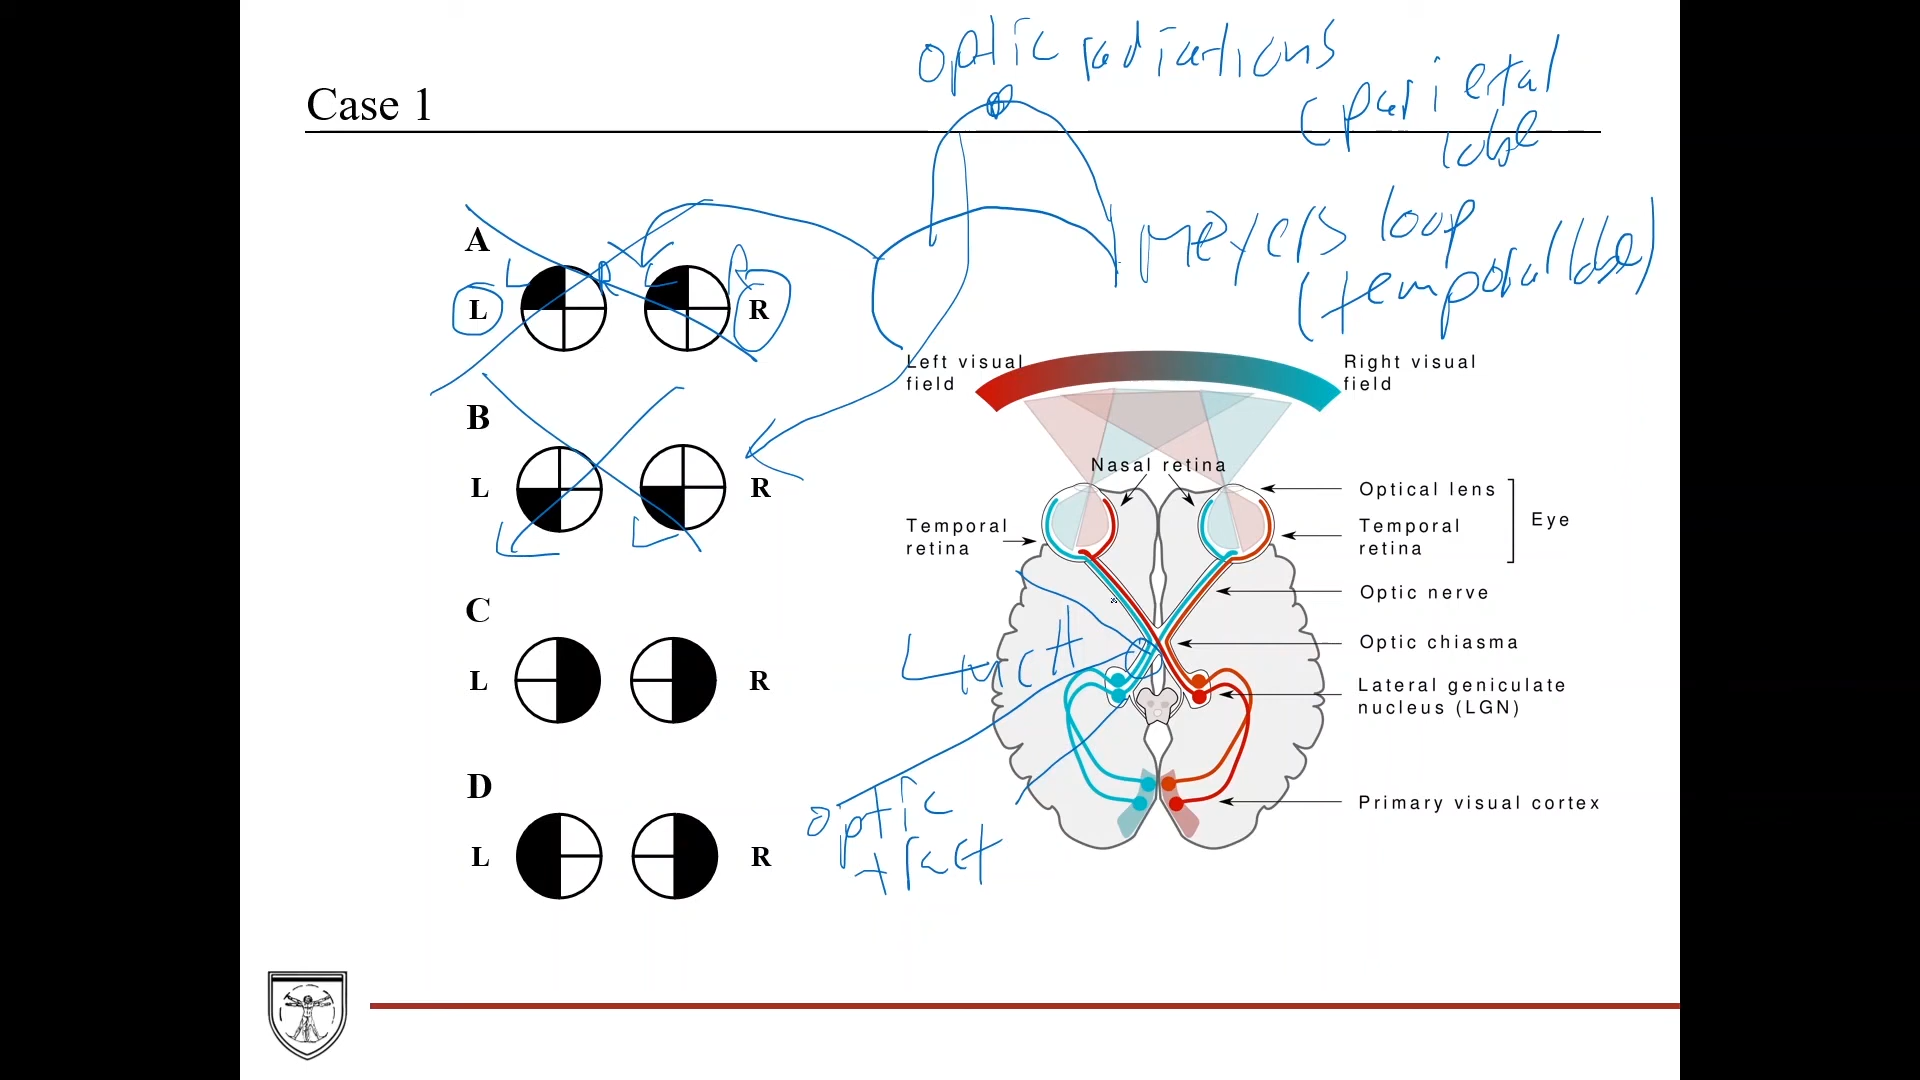 optic radiations
Case 1
(parietal
lobe
Meyers loop
(temporal lobe)
A
L R L R
L R
Left visual
field
Right visual
field
B
L R
L L
Nasal retina
Temporal
retina
Optical lens
Temporal
retina
Eye
Optic nerve
C
L R
Optic chiasma
Lateral geniculate
nucleus (LGN)
D
L R
optic
tract
Primary visual cortex